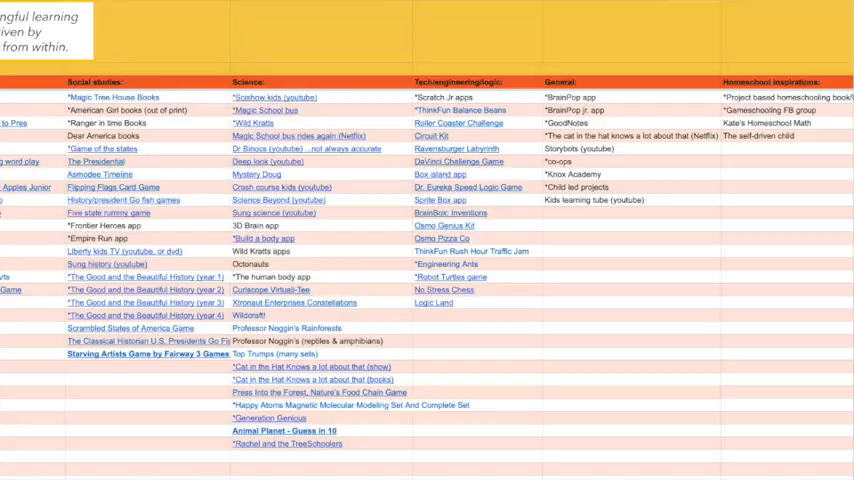 ngful learning
ven by
from within.
Social studies: Science: Tech/engineering/logic: General: Homeschool inspirations:
*Magic Tree House Books *Scishow kids (youtube) *Scratch Jr apps *BrainPop app *Project based homeschooling book/
*American Girl books (out of print) *Magic School bus *ThinkFun Balance Beans *BrainPop jr. app *Gameschooling FB group
to Pres *Ranger in time Books *Wild Kratts Roller Coaster Challenge *GoodNotes Kate's Homeschool Math
Dear America books Magic School bus rides again (Netflix) Circuit Kit *The cat in the hat knows a lot about that (Netflix) The self-driven child
*Game of the states Dr Binocs (youtube) ...not always accurate Ravensburger Labyrinth Storybots (youtube)
ng word play The Presidential Deep look (youtube) DaVinci Challenge Game *co-ops
Asmodee Timeline Mystery Doug Box island app *Knox Academy
Apples Junior Flipping Flags Card Game Crash course kids (youtube) Dr. Eureka Speed Logic Game *Child led projects
History/president Go fish games Science Beyond (youtube) Sprite Box app Kids learning tube (youtube)
Five state rummy game Sung science (youtube) BrainBox: Inventions
*Frontier Heroes app 3D Brain app Osmo Genius Kit
*Empire Run app *Build a body app Osmo Pizza Co
Liberty kids TV (youtube, or dvd) Wild Kratts apps ThinkFun Rush Hour Traffic Jam
Sung history (youtube) Octonauts *Engineering Ants
rts *The Good and the Beautiful History (year 1) *The human body app *Robot Turtles game
Game *The Good and the Beautiful History (year 2) Curiscope Virtuali-Tee No Stress Chess
*The Good and the Beautiful History (year 3) Xtronaut Enterprises Constellations Logic Land
*The Good and the Beautiful History (year 4) Wildcraft!
Scrambled States of America Game Professor Noggin's Rainforests
The Classical Historian U.S. Presidents Go Fis Professor Noggin's (reptiles & amphibians)
Starving Artists Game by Fairway 3 Games Top Trumps (many sets)
*Cat in the Hat Knows a lot about that (show)
*Cat in the Hat Knows a lot about that (books)
Press Into the Forest, Nature's Food Chain Game
*Happy Atoms Magnetic Molecular Modeling Set And Complete Set
*Generation Genious
Animal Planet - Guess in 10
*Rachel and the TreeSchoolers